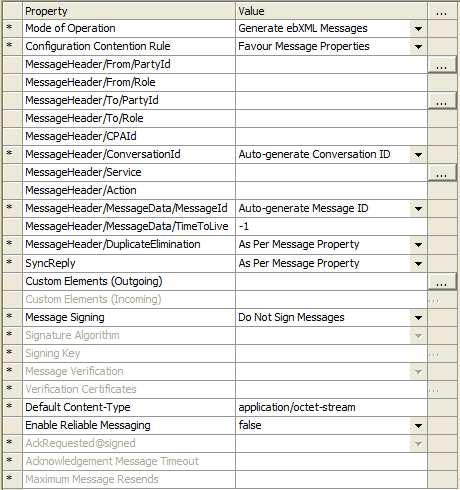 Property Value ...
* Mode of Operation Generate ebXML Messages
* Configuration Contention Rule Favour Message Properties
MessageHeader/From/PartyId ...
MessageHeader/From/Role
MessageHeader/To/PartyId ...
MessageHeader/To/Role
MessageHeader/CPAId
* MessageHeader/ConversationId Auto-generate Conversation ID
MessageHeader/Service ...
MessageHeader/Action
* MessageHeader/MessageData/MessageId Auto-generate Message ID
MessageHeader/MessageData/TimeToLive -1
* MessageHeader/DuplicateElimination As Per Message Property
* SyncReply As Per Message Property
Custom Elements (Outgoing) ...
Custom Elements (Incoming) ...
* Message Signing Do Not Sign Messages
* Signature Algorithm
* Signing Key ...
* Message Verification
* Verification Certificates ...
* Default Content-Type application/octet-stream
* Enable Reliable Messaging false
* AckRequested@signed
* Acknowledgement Message Timeout
* Maximum Message Resends